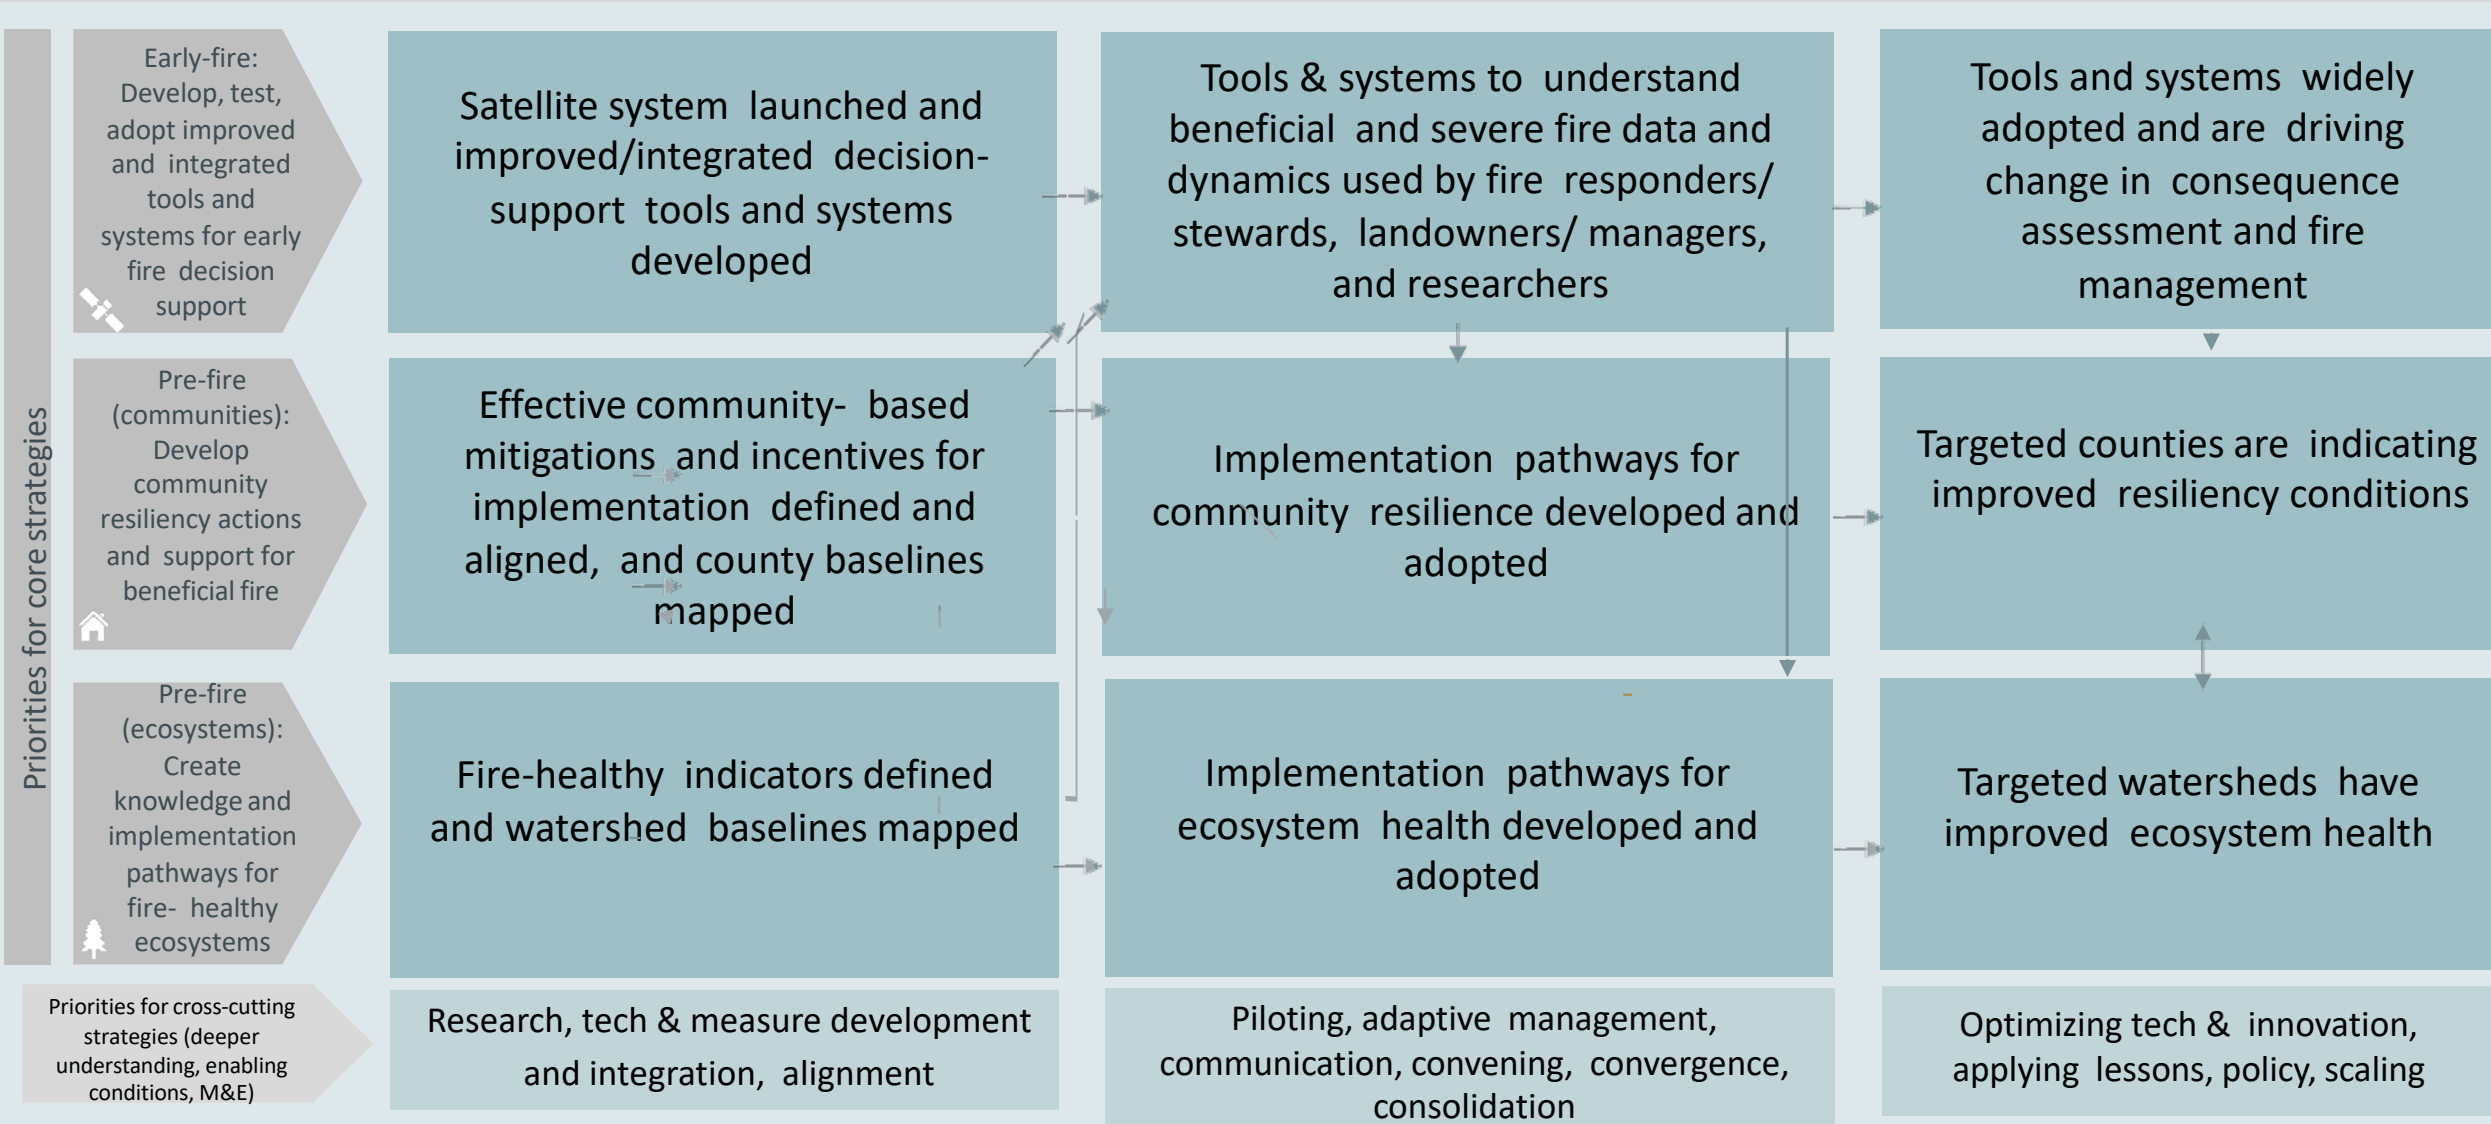 Priorities for core strategies
Early-fire:
Develop, test,
adopt improved
and integrated
tools and
systems for early
fire decision
support
Satellite system launched and
improved/integrated decision-
support tools and systems
developed
Tools & systems to understand
beneficial and severe fire data and
dynamics used by fire responders/
stewards, landowners/ managers,
and researchers
Tools and systems widely
adopted and are driving
change in consequence
assessment and fire
management
Pre-fire
(communities):
Develop
community
resiliency actions
and support for
beneficial fire
Effective community- based
mitigations and incentives for
implementation defined and
aligned, and county baselines
mapped
Implementation pathways for
community resilience developed and
adopted
Targeted counties are indicating
improved resiliency conditions
Pre-fire
(ecosystems):
Create
knowledge and
implementation
pathways for
fire- healthy
ecosystems
Fire-healthy indicators defined
and watershed baselines mapped
Implementation pathways for
ecosystem health developed and
adopted
Targeted watersheds have
improved ecosystem health
Priorities for cross-cutting
strategies (deeper
understanding, enabling
conditions, M&E)
Research, tech & measure development
and integration, alignment
Piloting, adaptive management,
communication, convening, convergence,
consolidation
Optimizing tech & innovation,
applying lessons, policy, scaling